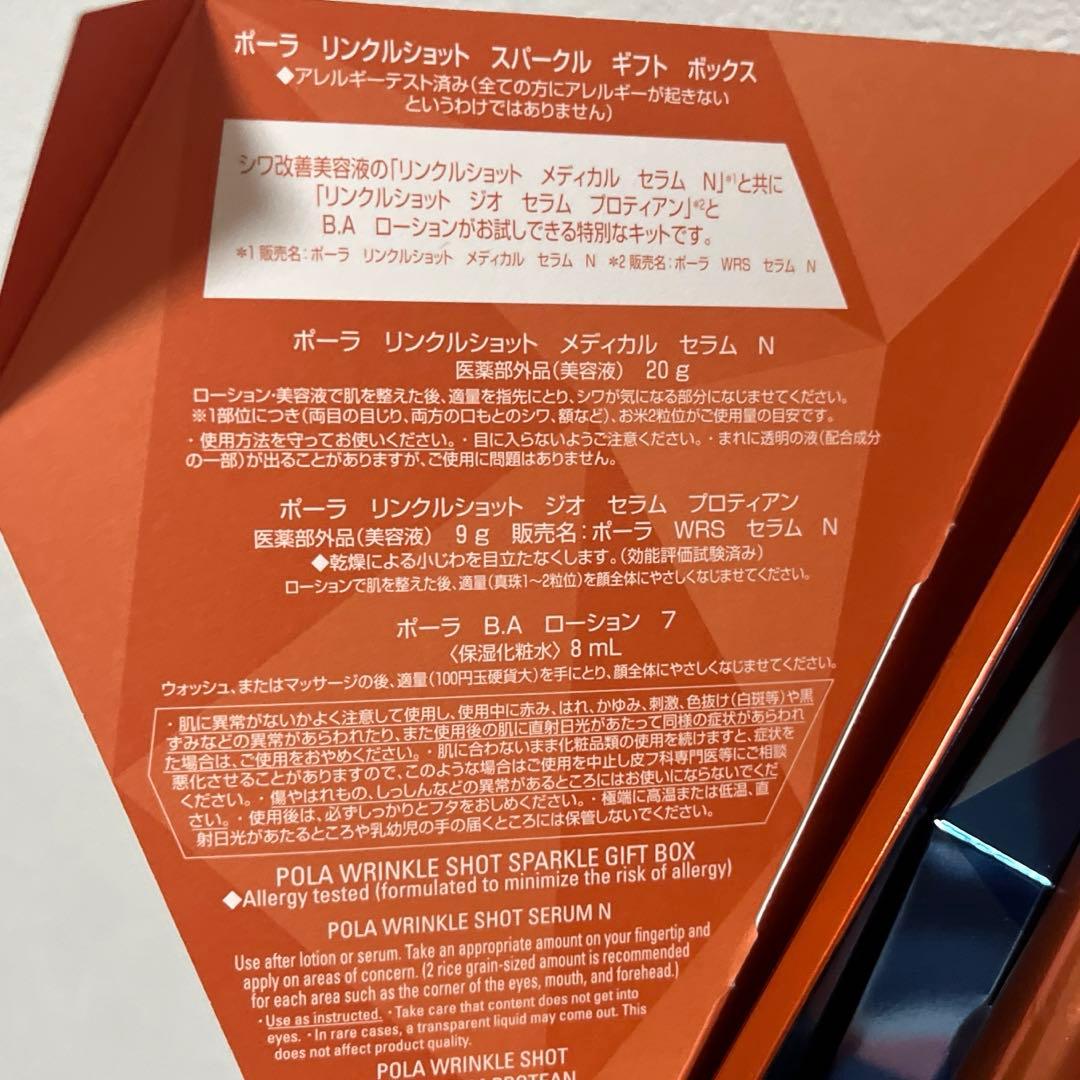 ポーラ リンクルショット スパークル ギフト ボックス
◆アレルギーテスト済み(全ての方にアレルギーが起きない
というわけではありません)
シワ改善美容液の「リンクルショット メディカル セラム N」*1と共に
「リンクルショット ジオ セラム プロティアン」*2と
B.A ローションがお試しできる特別なキットです。
*1 販売名:ポーラ リンクルショット メディカル セラム N *2 販売名:ポーラ WRS セラム N
ポーラ リンクルショット メディカル セラム N
医薬部外品(美容液) 20g
ローション・美容液で肌を整えた後、適量を指先にとり、シワが気になる部分になじませてください。
※1部位につき(両目の目じり、両方の口もとのシワ、額など)、お米2粒位がご使用量の目安です。
・使用方法を守ってお使いください。・目に入らないようご注意ください。・まれに透明の液(配合成分
の一部)が出ることがありますが、ご使用に問題はありません。
ポーラ リンクルショット ジオ セラム プロティアン
医薬部外品(美容液) 9g 販売名:ポーラ WRS セラム N
◆乾燥による小じわを目立たなくします。(効能評価試験済み)
ローションで肌を整えた後、適量(真珠1〜2粒位)を顔全体にやさしくなじませてください。
ポーラ B.A ローション 7
〈保湿化粧水〉 8mL
ウォッシュ、またはマッサージの後、適量(100円玉硬貨大)を手にとり、顔全体にやさしくなじませてください。
・肌に異常がないかよく注意して使用し、使用中に赤み、はれ、かゆみ、刺激、色抜け(白斑等)や黒
ずみなどの異常があらわれたり、また使用後の肌に直射日光があたって同様の症状があらわれ
た場合は、ご使用をおやめください。・肌に合わないまま化粧品類の使用を続けますと、症状を
悪化させることがありますので、このような場合はご使用を中止し皮フ科専門医等にご相談
ください。・傷やはれもの、しっしんなどの異常があるところにはお使いにならないでくだ
さい。・使用後は、必ずしっかりとフタをおしめください。・極端に高温または低温、直
射日光があたるところや乳幼児の手の届くところには保管しないでください。
POLA WRINKLE SHOT SPARKLE GIFT BOX
◆Allergy tested (formulated to minimize the risk of allergy)
POLA WRINKLE SHOT SERUM N
Use after lotion or serum. Take an appropriate amount on your fingertip and
apply on areas of concern. (2 rice grain-sized amount is recommended
for each area such as the corner of the eyes, mouth, and forehead.)
・Use as instructed. ・Take care that content does not get into
eyes. ・In rare cases, a transparent liquid may come out. This
does not affect product quality.
POLA WRINKLE SHOT
PROTEAN